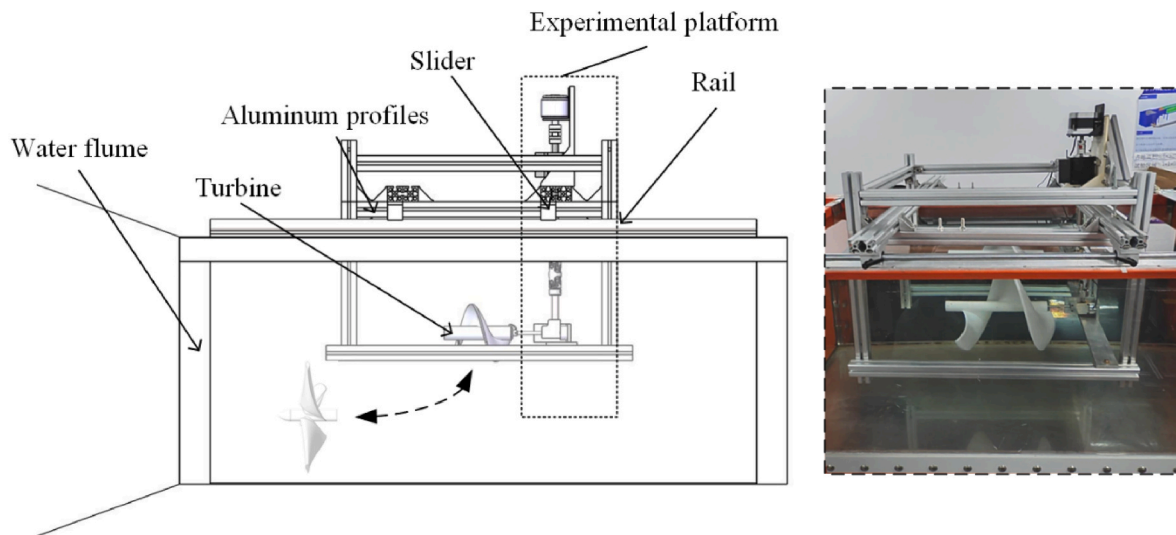 Experimental platform
Slider
Rail
Aluminum profiles
Water flume
Turbine